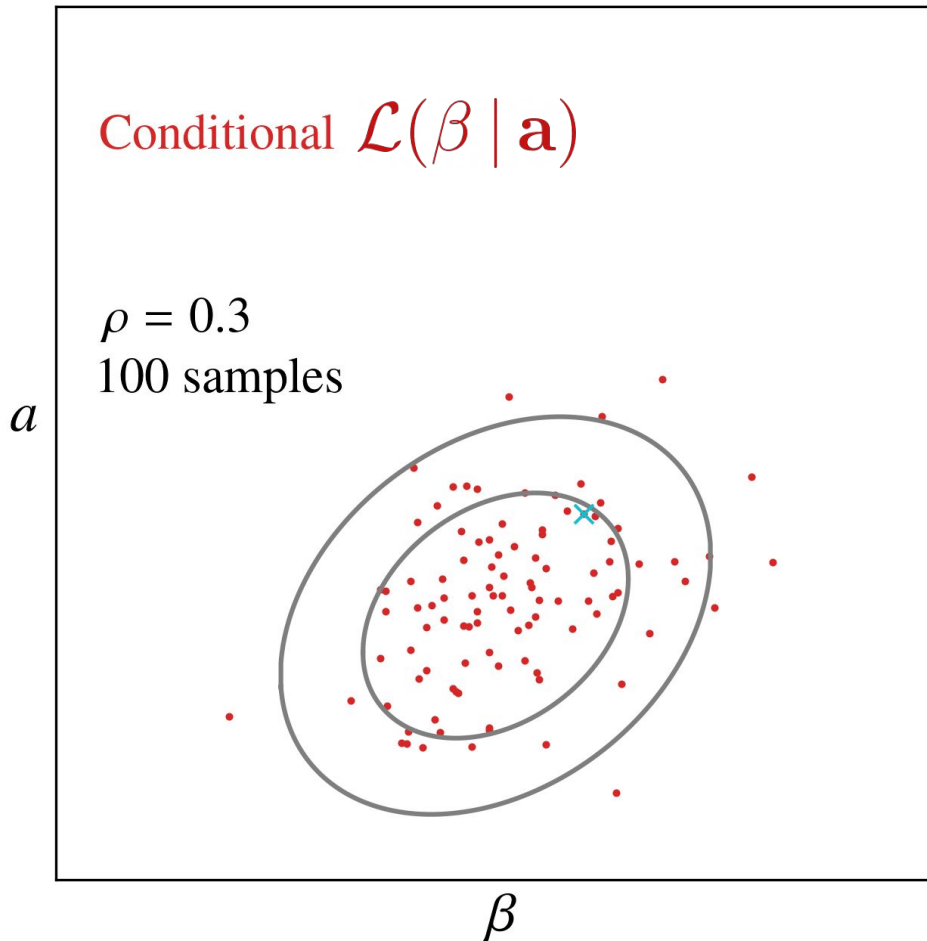 Conditional ℒ(β | a)
ρ = 0.3
100 samples
a
β